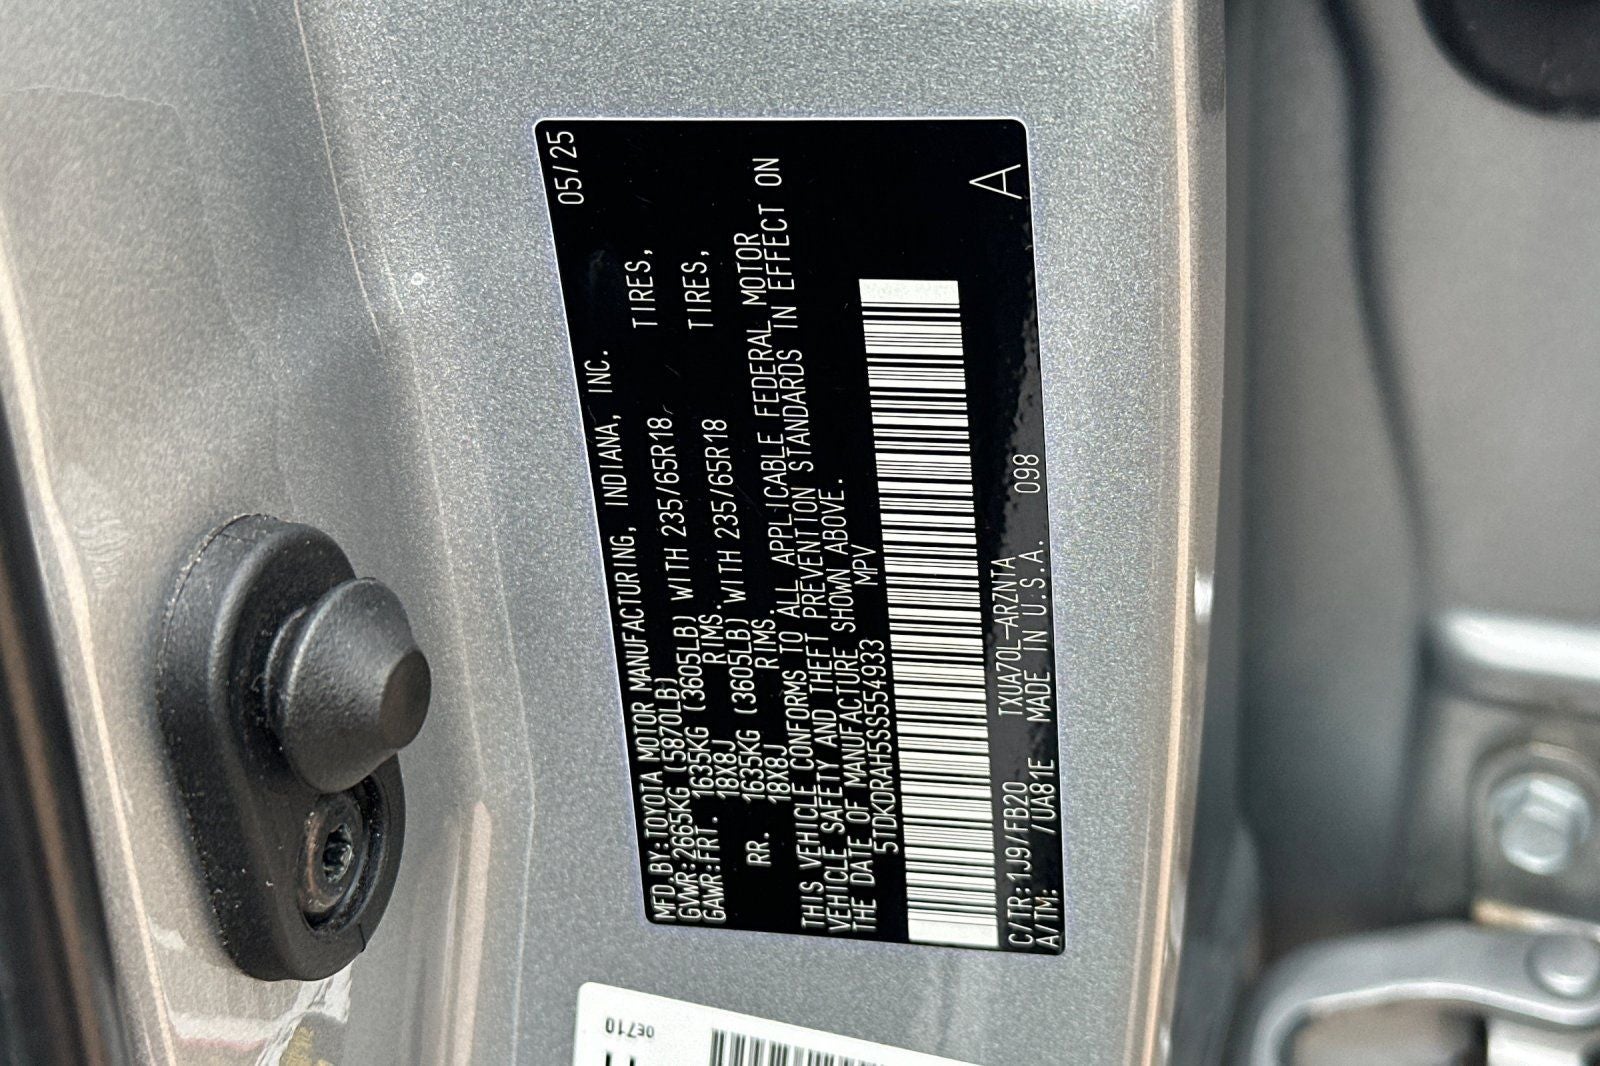 MFD.BY:TOYOTA MOTOR MANUFACTURING, INDIANA, INC. 05/25
GVWR:2665KG (5870LB)
GAWR:FRT. 1635KG (3605LB) WITH 235/65R18 TIRES,
18X8J RIMS.
RR. 1635KG (3605LB) WITH 235/65R18 TIRES,
18X8J RIMS.
THIS VEHICLE CONFORMS TO ALL APPLICABLE FEDERAL MOTOR
VEHICLE SAFETY AND THEFT PREVENTION STANDARDS IN EFFECT ON
THE DATE OF MANUFACTURE SHOWN ABOVE.
5TDKDRAH5SS554933 MPV
A
C/TR:1J9/FB20 TXUA70L-ARZNTA
A/TM: /UA81E MADE IN U.S.A. 098
0E710